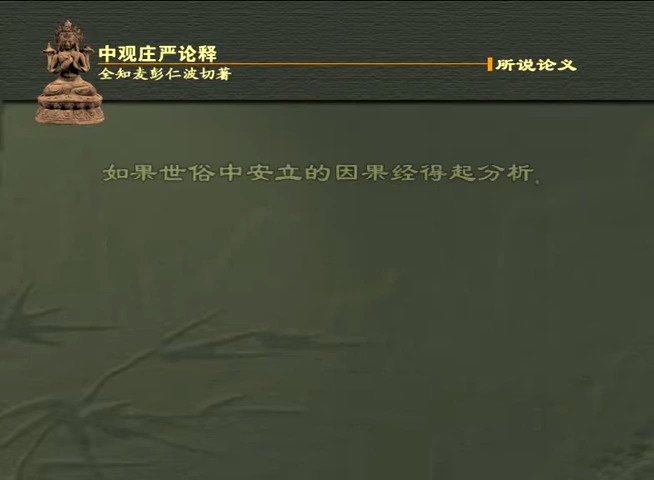 中观庄严论释
全知麦彭仁波切著
所说论义
如果世俗中安立的因果经得起分析，